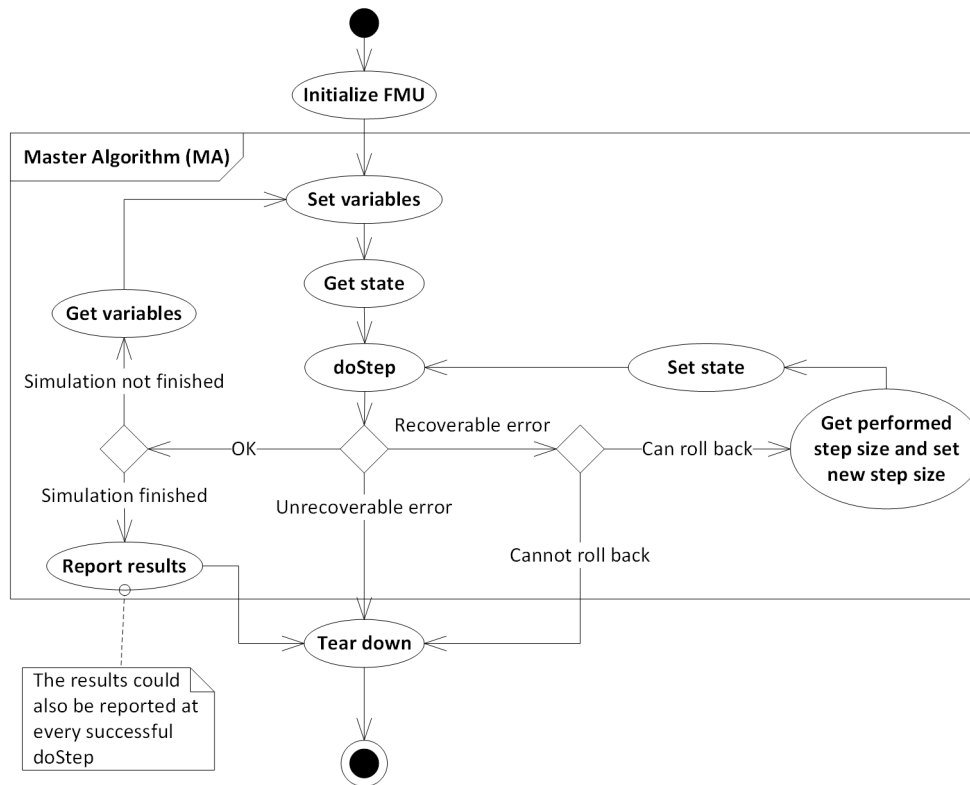 Initialize FMU
Master Algorithm (MA)
Set variables
Get state
Get variables
doStep
Set state
Simulation not finished
Recoverable error
Get performed
step size and set
new step size
OK
Can roll back
Simulation finished
Unrecoverable error
Cannot roll back
Report results
Tear down
The results could
also be reported at
every successful
doStep